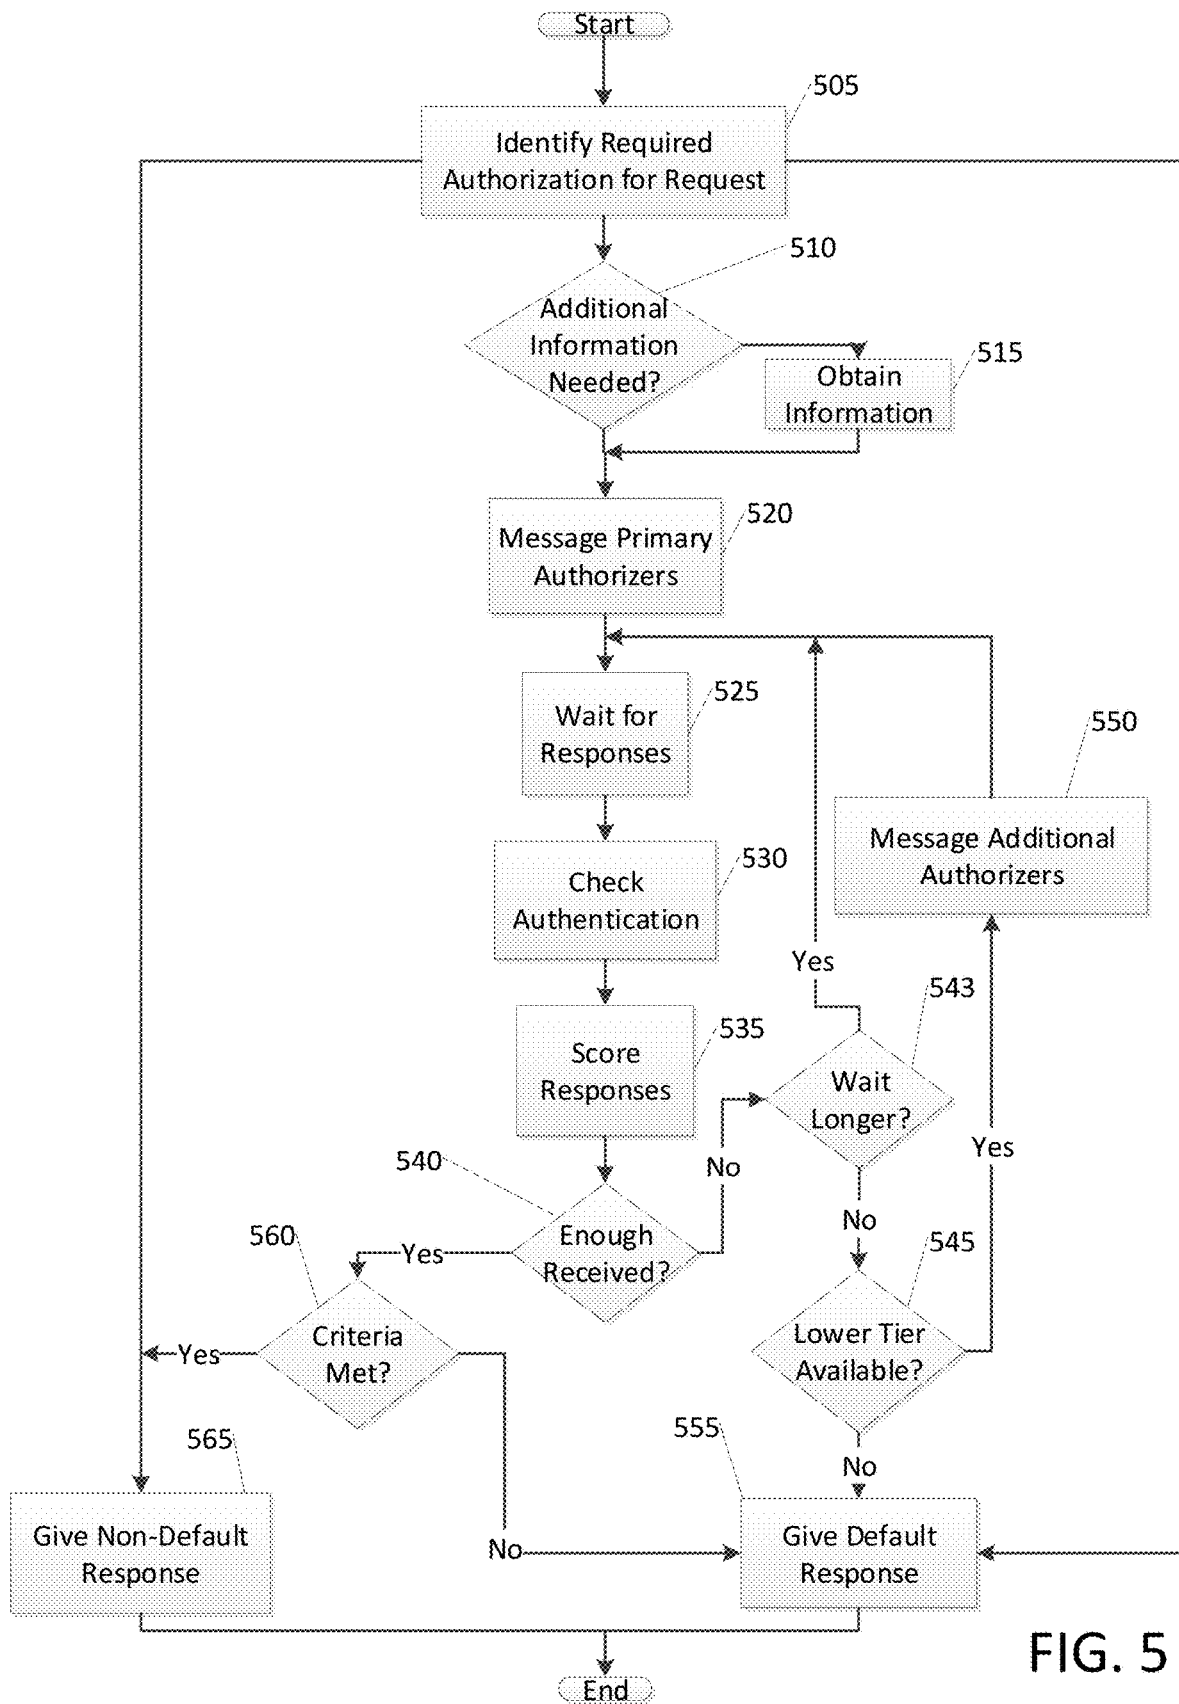 Start
505
Identify Required
Authorization for Request
510
Additional
Information
Needed?
515
Obtain
Information
520
Message Primary
Authorizers
525
Wait for
Responses
550
Message Additional
Authorizers
530
Check
Authentication
Yes
543
535
Score
Responses
Wait
Longer?
Yes
540
No
No
545
560
Yes
Enough
Received?
Lower Tier
Available?
Criteria
Met?
Yes
565
555
No
Give Non-Default
Response
No
Give Default
Response
FIG. 5
End